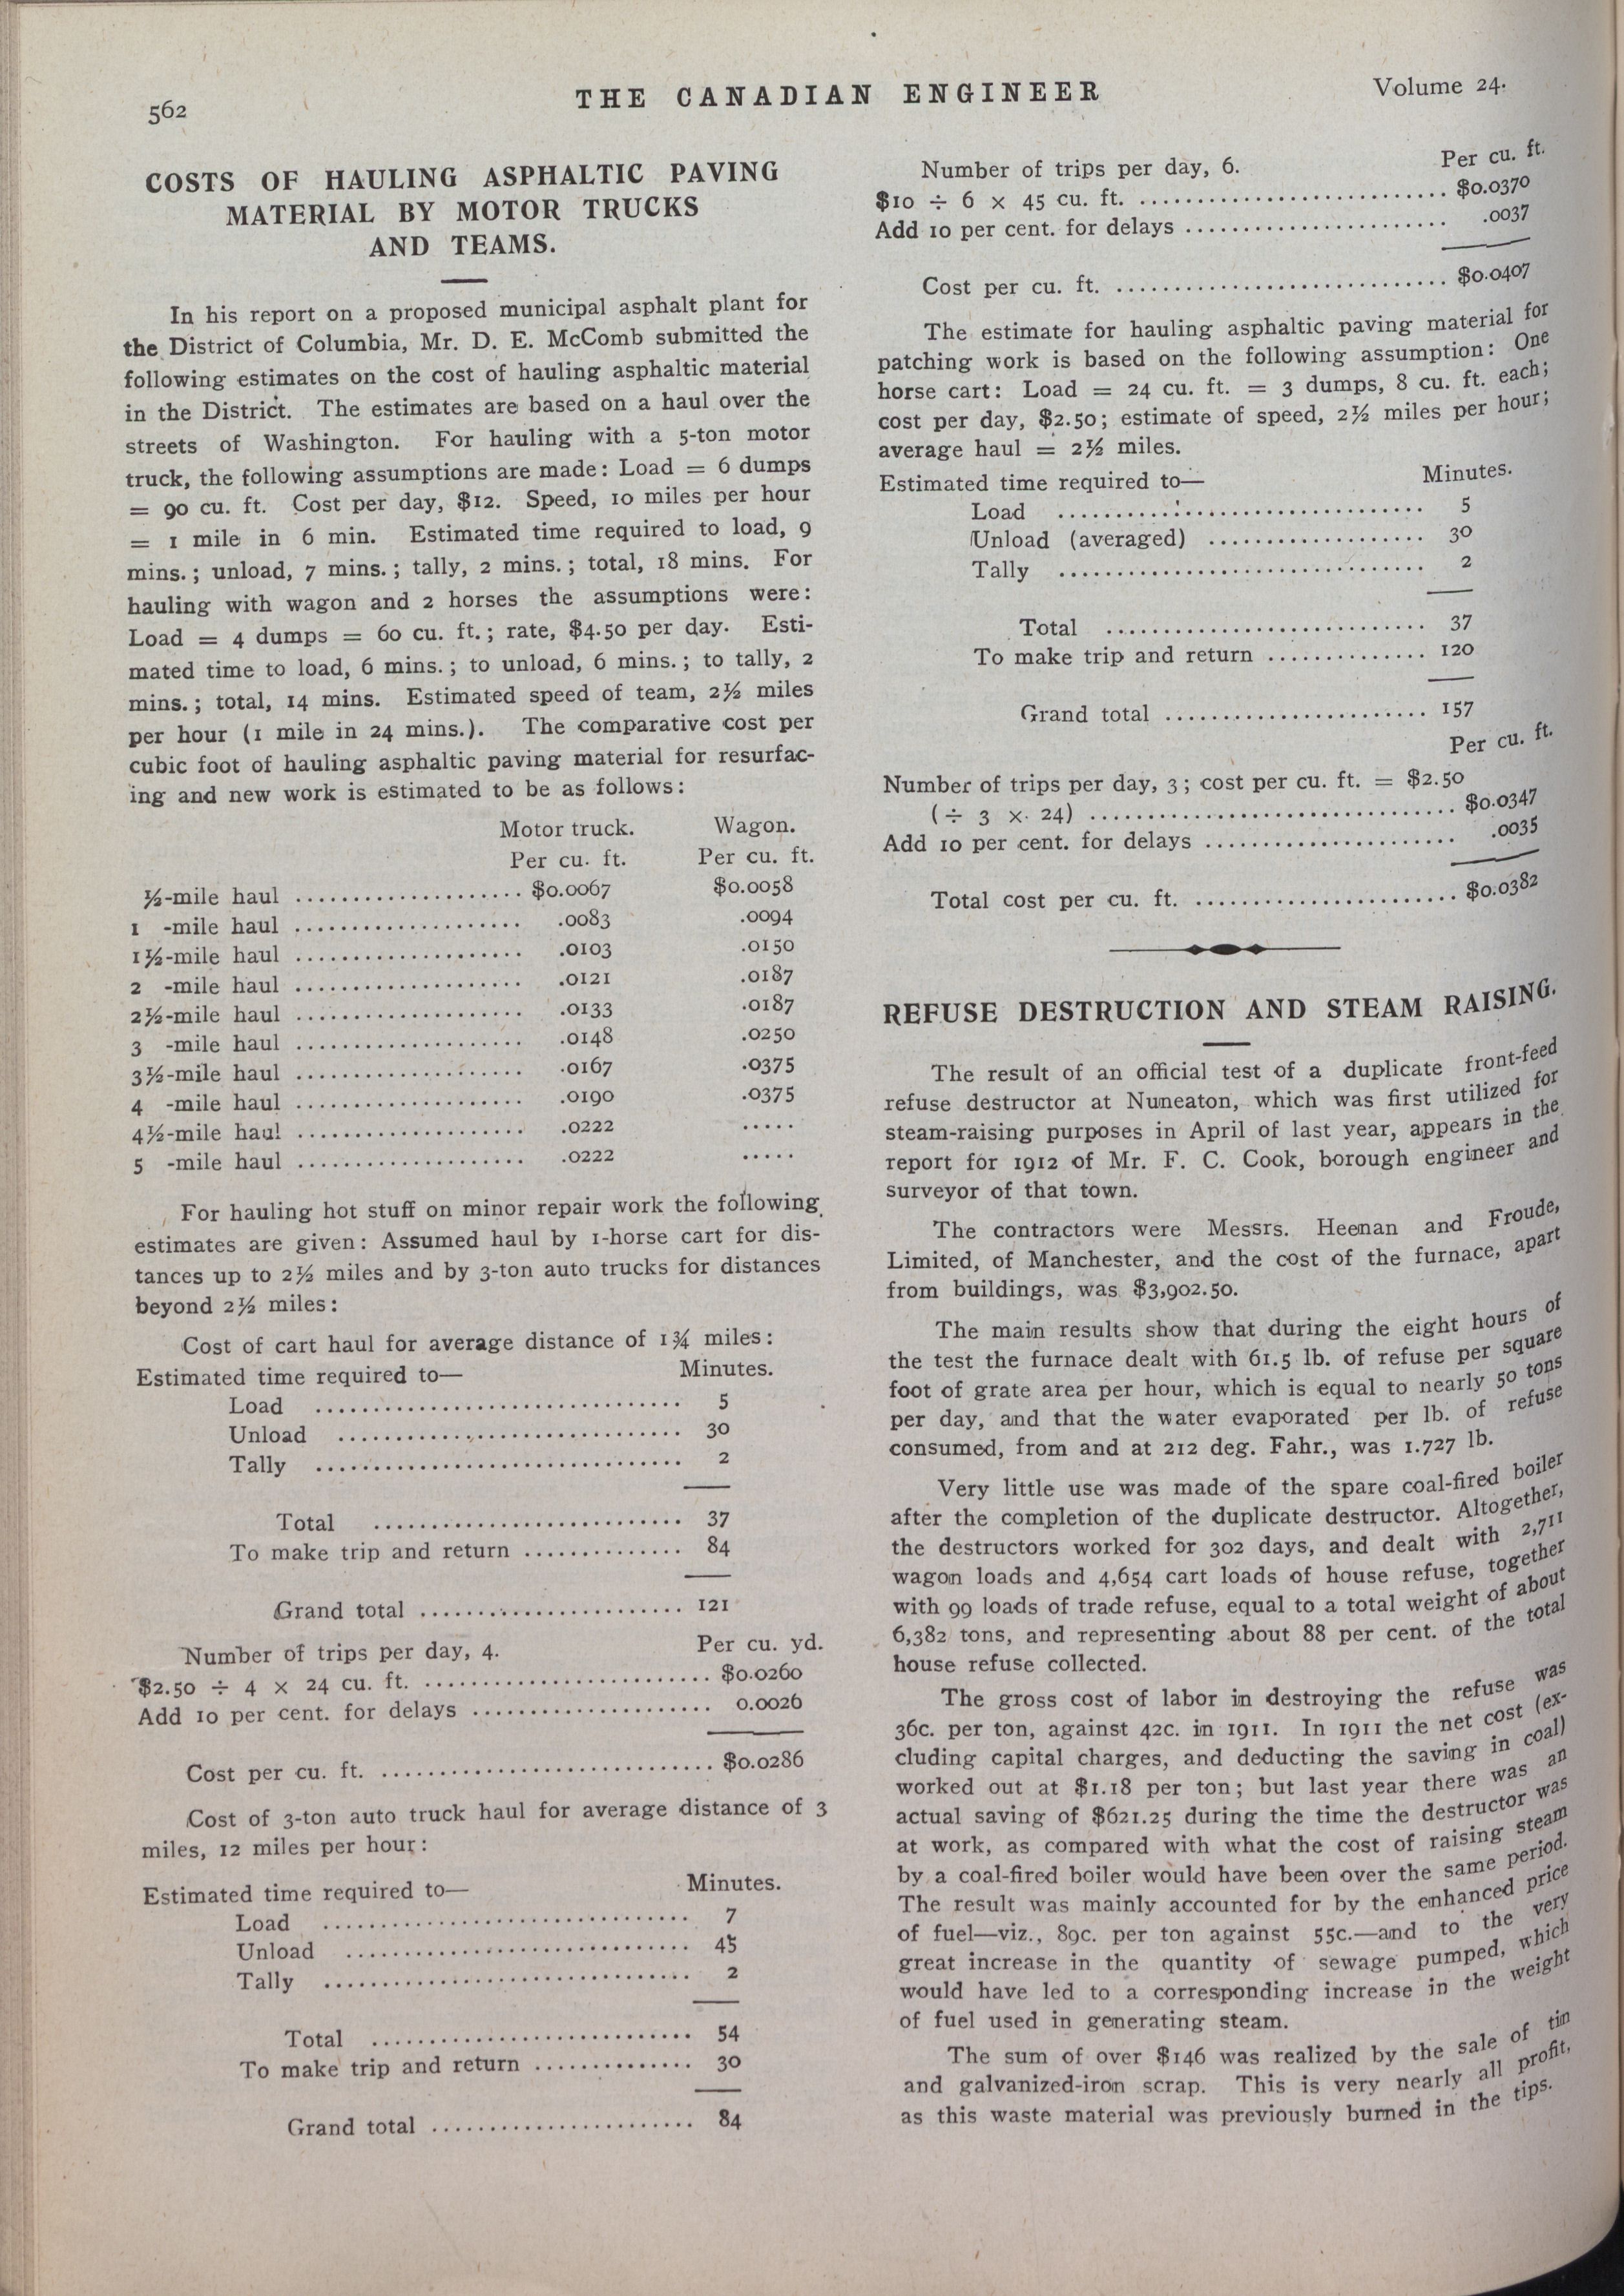 562
THE CANADIAN ENGINEER
Volume 24.
COSTS OF HAULING ASPHALTIC PAVING
MATERIAL BY MOTOR TRUCKS
AND TEAMS.
In his report on a proposed municipal asphalt plant for
the District of Columbia, Mr. D. E. McComb submitted the
following estimates on the cost of hauling asphaltic material
in the District. The estimates are based on a haul over the
streets of Washington. For hauling with a 5-ton motor
truck, the following assumptions are made: Load = 6 dumps
= 90 cu. ft. Cost per day, $12. Speed, 10 miles per hour
= 1 mile in 6 min. Estimated time required to load, 9
mins.; unload, 7 mins.; tally, 2 mins.; total, 18 mins. For
hauling with wagon and 2 horses the assumptions were:
Load = 4 dumps = 60 cu. ft.; rate, $4.50 per day. Esti-
mated time to load, 6 mins.; to unload, 6 mins.; to tally, 2
mins.; total, 14 mins. Estimated speed of team, 2½ miles
per hour (1 mile in 24 mins.). The comparative cost per
cubic foot of hauling asphaltic paving material for resurfac-
ing and new work is estimated to be as follows:
Motor truck. Wagon.
Per cu. ft. Per cu. ft.
½-mile haul .................... $0.0067 $0.0058
1 -mile haul .................... .0083 .0094
1½-mile haul .................... .0103 .0150
2 -mile haul .................... .0121 .0187
2½-mile haul .................... .0133 .0187
3 -mile haul .................... .0148 .0250
3½-mile haul .................... .0167 .0375
4 -mile haul .................... .0190 .0375
4½-mile haul .................... .0222 .....
5 -mile haul .................... .0222 .....
For hauling hot stuff on minor repair work the following
estimates are given: Assumed haul by 1-horse cart for dis-
tances up to 2½ miles and by 3-ton auto trucks for distances
beyond 2½ miles:
Cost of cart haul for average distance of 1¾ miles:
Estimated time required to— Minutes.
Load ................................ 5
Unload .............................. 30
Tally ................................ 2
Total ........................... 37
To make trip and return .............. 84
Grand total ....................... 121
Number of trips per day, 4. Per cu. yd.
$2.50 ÷ 4 × 24 cu. ft. ......................... $0.0260
Add 10 per cent. for delays ..................... 0.0026
Cost per cu. ft. ............................. $0.0286
Cost of 3-ton auto truck haul for average distance of 3
miles, 12 miles per hour:
Estimated time required to— Minutes.
Load ................................ 7
Unload .............................. 45
Tally ................................ 2
Total ............................ 54
To make trip and return .............. 30
Grand total ....................... 84
Number of trips per day, 6. Per cu. ft.
$10 ÷ 6 × 45 cu. ft. ........................... $0.0370
Add 10 per cent. for delays ....................... .0037
Cost per cu. ft. ............................. $0.0407
The estimate for hauling asphaltic paving material for
patching work is based on the following assumption: One
horse cart: Load = 24 cu. ft. = 3 dumps, 8 cu. ft. each;
cost per day, $2.50; estimate of speed, 2½ miles per hour;
average haul = 2½ miles.
Estimated time required to— Minutes.
Load ................................ 5
Unload (averaged) ................... 30
Tally ................................ 2
Total ............................ 37
To make trip and return .............. 120
Grand total ....................... 157
Per cu. ft.
Number of trips per day, 3; cost per cu. ft. = $2.50
(÷ 3 × 24) ................................ $0.0347
Add 10 per cent. for delays ...................... .0035
Total cost per cu. ft. ....................... $0.0382
REFUSE DESTRUCTION AND STEAM RAISING.
The result of an official test of a duplicate front-feed
refuse destructor at Nuneaton, which was first utilized for
steam-raising purposes in April of last year, appears in the
report for 1912 of Mr. F. C. Cook, borough engineer and
surveyor of that town.
The contractors were Messrs. Heenan and Froude,
Limited, of Manchester, and the cost of the furnace, apart
from buildings, was $3,902.50.
The main results show that during the eight hours of
the test the furnace dealt with 61.5 lb. of refuse per square
foot of grate area per hour, which is equal to nearly 50 tons
per day, and that the water evaporated per lb. of refuse
consumed, from and at 212 deg. Fahr., was 1.727 lb.
Very little use was made of the spare coal-fired boiler
after the completion of the duplicate destructor. Altogether,
the destructors worked for 302 days, and dealt with 2,711
wagon loads and 4,654 cart loads of house refuse, together
with 99 loads of trade refuse, equal to a total weight of about
6,382 tons, and representing about 88 per cent. of the total
house refuse collected.
The gross cost of labor in destroying the refuse was
36c. per ton, against 42c. in 1911. In 1911 the net cost (ex-
cluding capital charges, and deducting the saving in coal)
worked out at $1.18 per ton; but last year there was an
actual saving of $621.25 during the time the destructor was
at work, as compared with what the cost of raising steam
by a coal-fired boiler would have been over the same period.
The result was mainly accounted for by the enhanced price
of fuel—viz., 89c. per ton against 55c.—and to the very
great increase in the quantity of sewage pumped, which
would have led to a corresponding increase in the weight
of fuel used in generating steam.
The sum of over $146 was realized by the sale of tin
and galvanized-iron scrap. This is very nearly all profit,
as this waste material was previously burned in the tips.